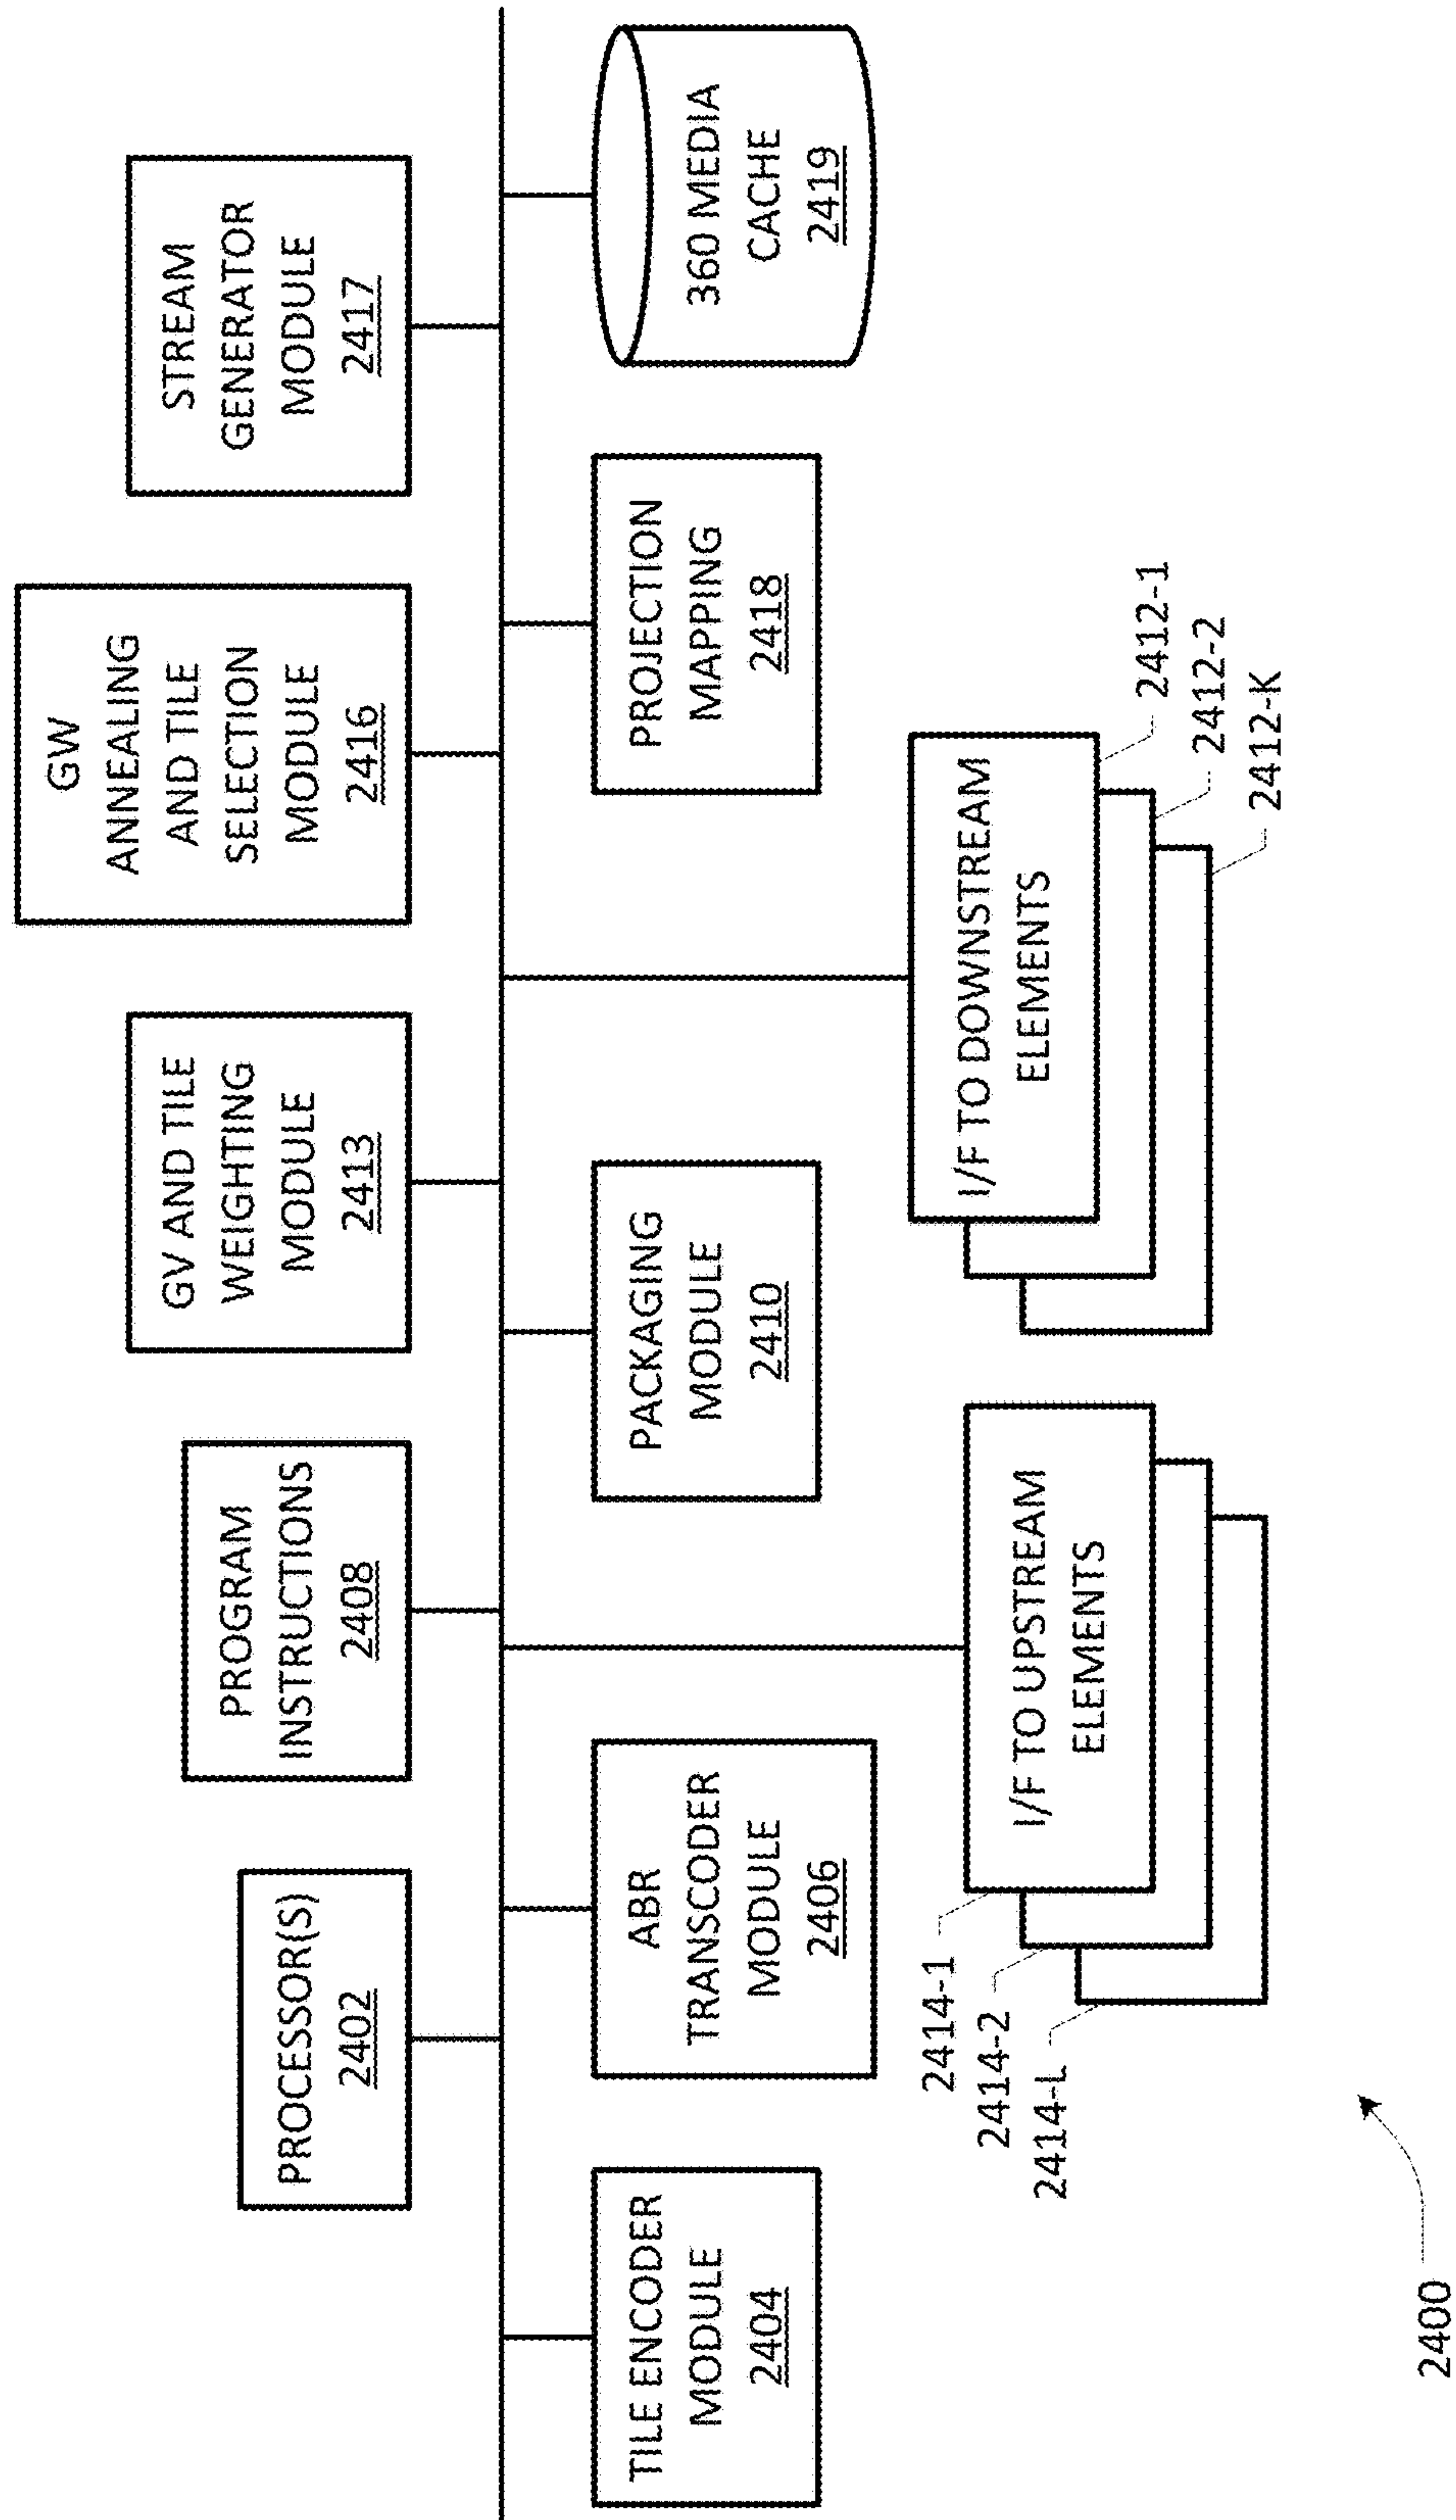 PROCESSOR(S)
2402
PROGRAM
INSTRUCTIONS
2408
GV AND TILE
WEIGHTING
MODULE
2413
GW
ANNEALING
AND TILE
SELECTION
MODULE
2416
STREAM
GENERATOR
MODULE
2417
TILE ENCODER
MODULE
2404
ABR
TRANSCODER
MODULE
2406
PACKAGING
MODULE
2410
PROJECTION
MAPPING
2418
360 MEDIA
CACHE
2419
2414-1
2414-2
2414-L
I/F TO UPSTREAM
ELEMENTS
I/F TO DOWNSTREAM
ELEMENTS
2412-1
2412-2
2412-K
2400